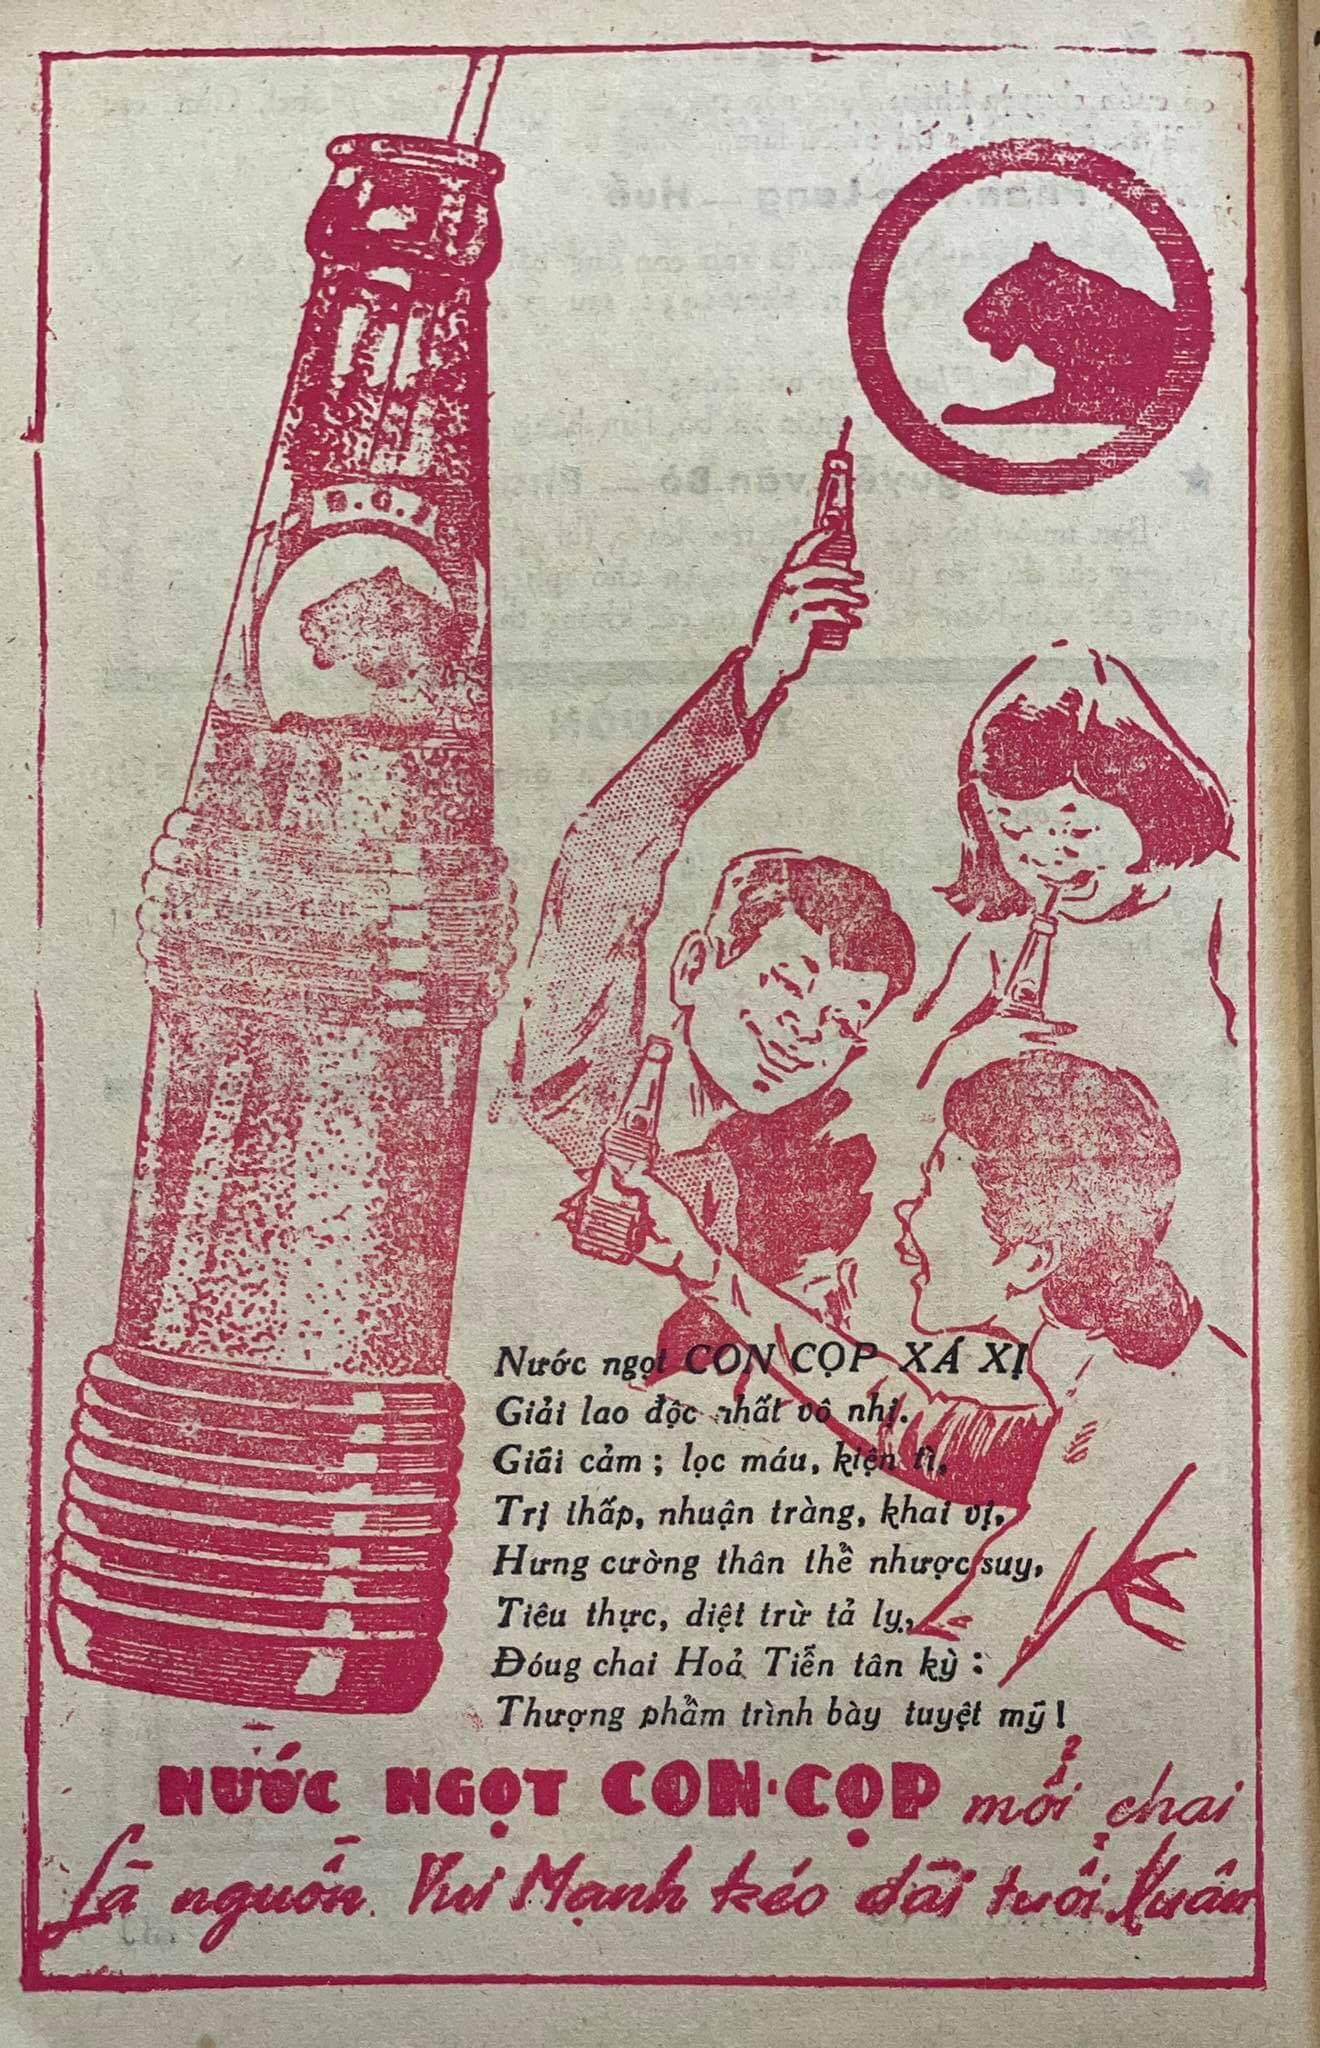 B.G.I
Nước ngọt CON CỌP XÁ XỊ
Giải lao độc nhất vô nhị.
Giải cảm ; lọc máu, kiện tì,
Trị thấp, nhuận tràng, khai vị,
Hưng cường thân thể nhược suy,
Tiêu thực, diệt trừ tả lỵ,
Đóug chai Hoả Tiễn tân kỳ :
Thượng phẩm trình bày tuyệt mỹ !
NƯỚC NGỌT CON·CỌP mổi chai
Là nguồn Vui Mạnh kéo dài tuổi Xuân